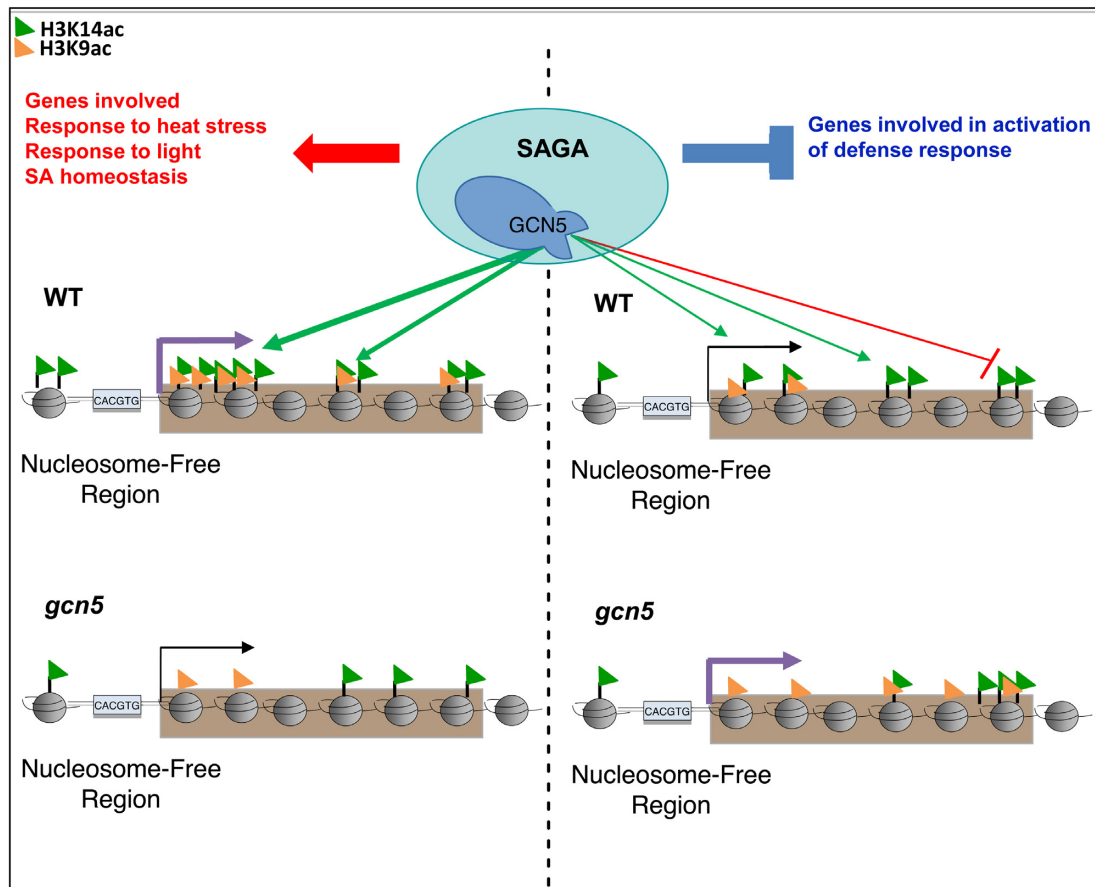 H3K14ac
H3K9ac
Genes involved
Response to heat stress
Response to light
SA homeostasis
SAGA
GCN5
Genes involved in activation
of defense response
WT
CACGTG
Nucleosome-Free
Region
WT
CACGTG
Nucleosome-Free
Region
gcn5
CACGTG
Nucleosome-Free
Region
gcn5
CACGTG
Nucleosome-Free
Region